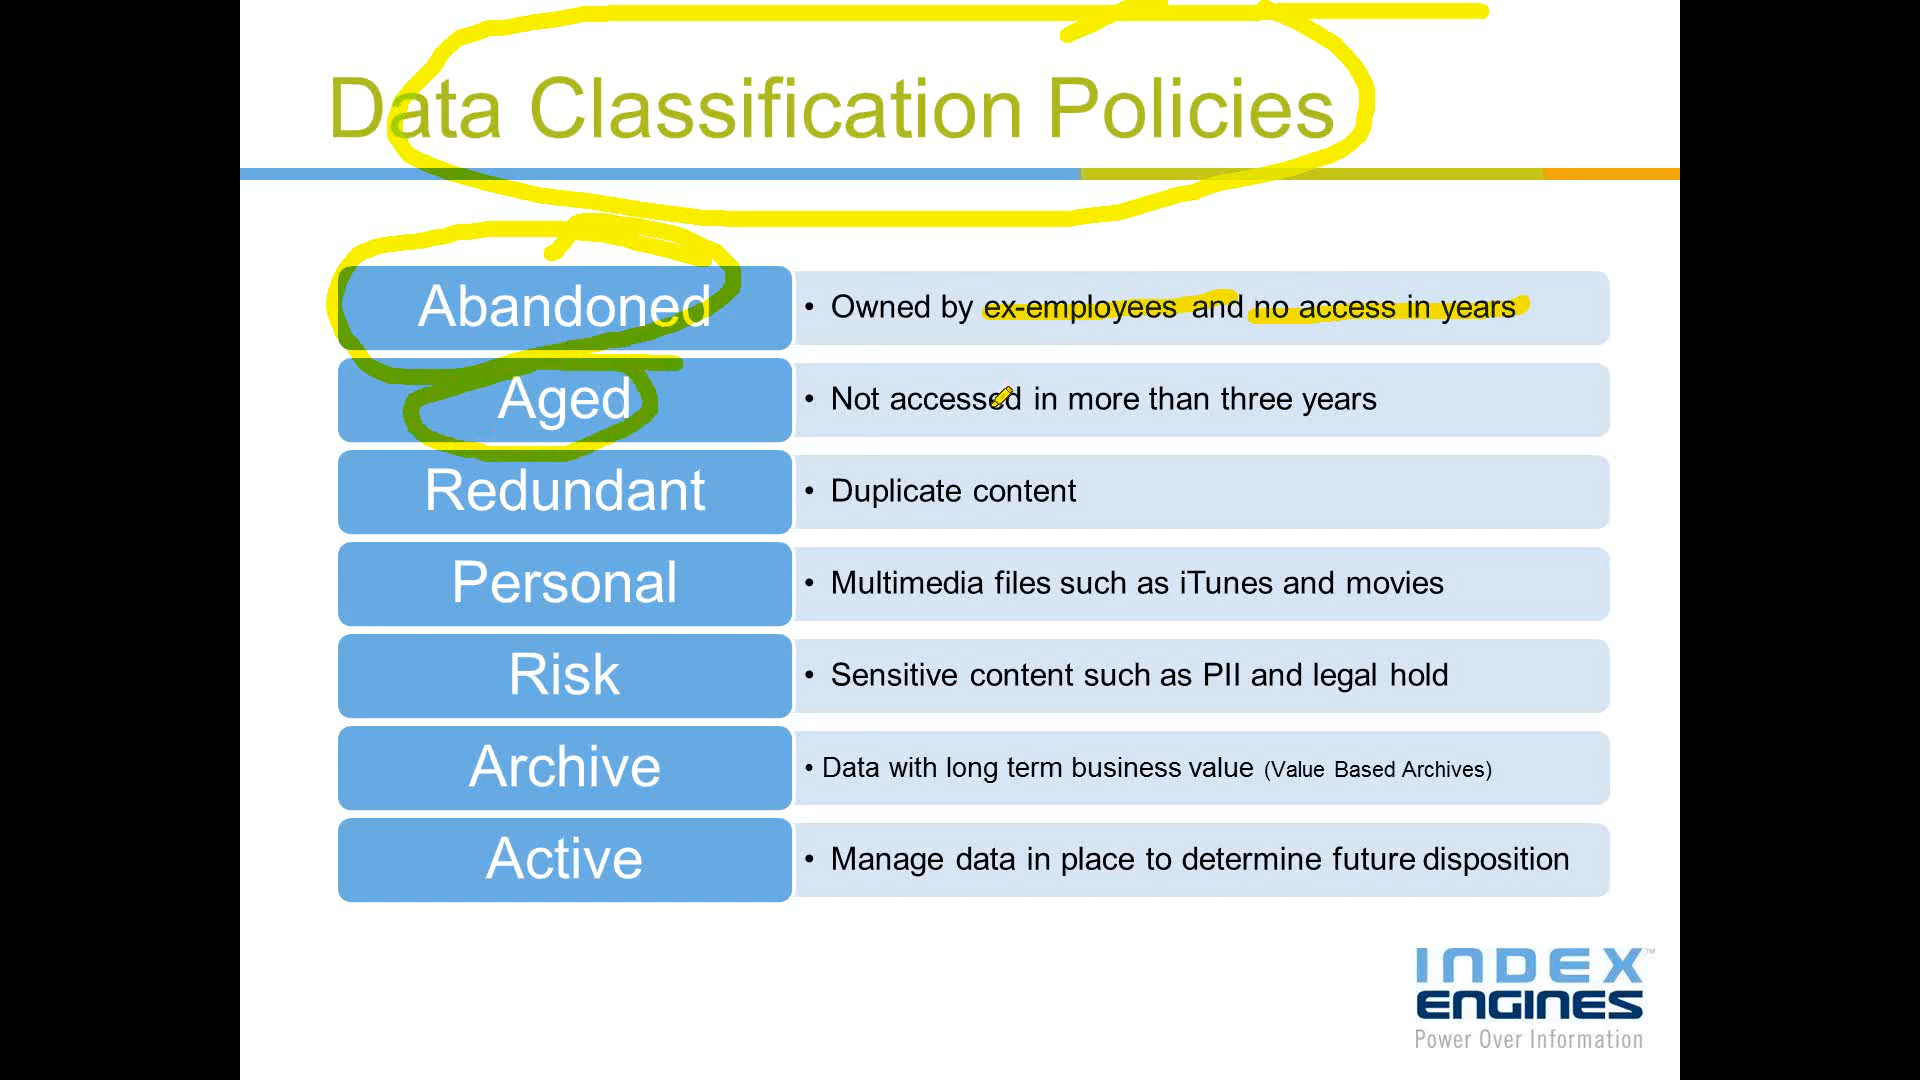 Data Classification Policies
Abandoned
• Owned by ex-employees and no access in years
Aged
• Not accessed in more than three years
Redundant
• Duplicate content
Personal
• Multimedia files such as iTunes and movies
Risk
• Sensitive content such as PII and legal hold
Archive
• Data with long term business value (Value Based Archives)
Active
• Manage data in place to determine future disposition
INDEX™
ENGINES
Power Over Information